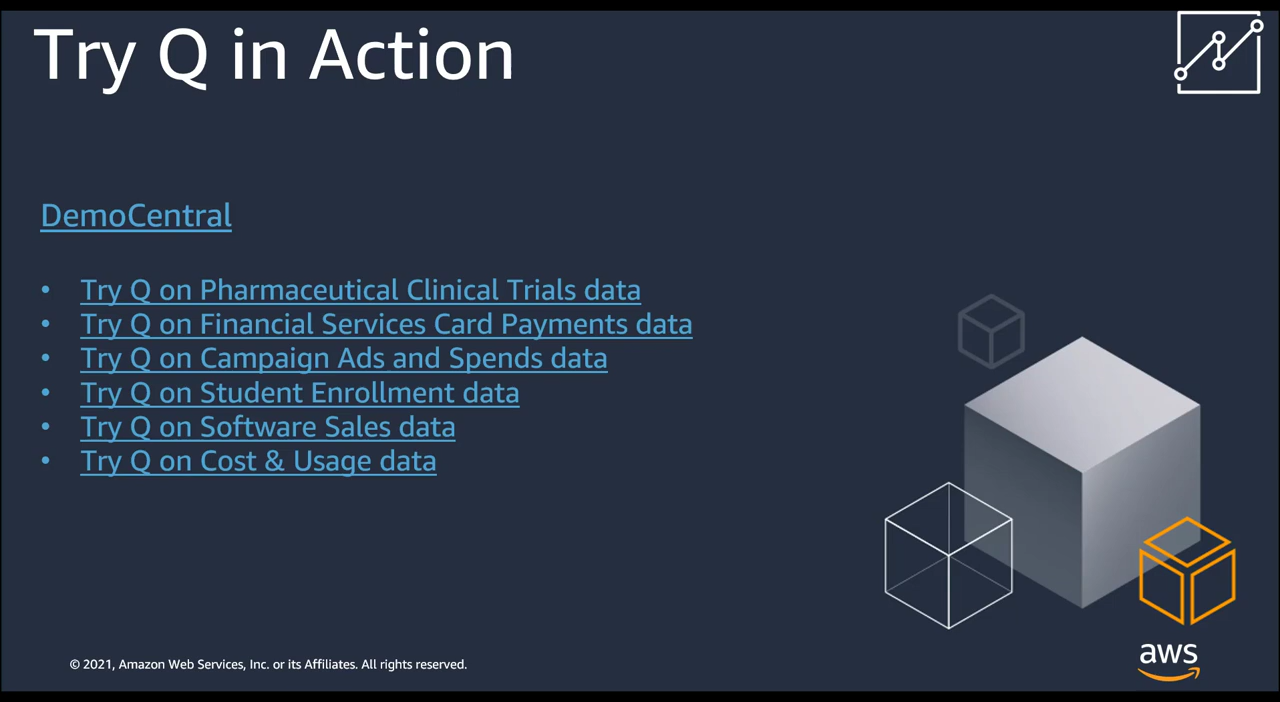 Try Q in Action
DemoCentral
• Try Q on Pharmaceutical Clinical Trials data
• Try Q on Financial Services Card Payments data
• Try Q on Campaign Ads and Spends data
• Try Q on Student Enrollment data
• Try Q on Software Sales data
• Try Q on Cost & Usage data
© 2021, Amazon Web Services, Inc. or its Affiliates. All rights reserved.
aws